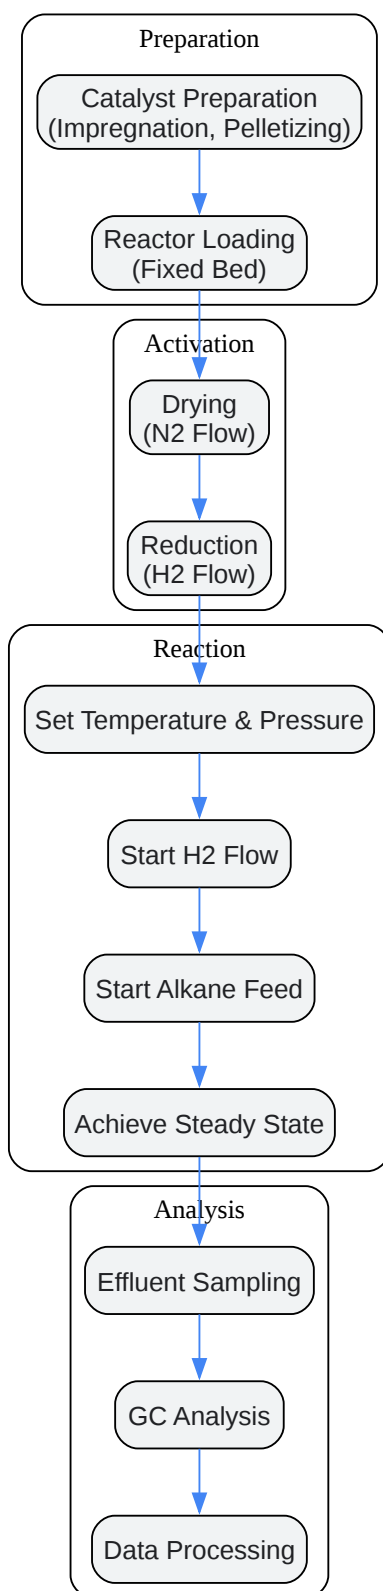 Preparation
Catalyst Preparation
(Impregnation, Pelletizing)
Reactor Loading
(Fixed Bed)
Activation
Drying
(N2 Flow)
Reduction
(H2 Flow)
Reaction
Set Temperature & Pressure
Start H2 Flow
Start Alkane Feed
Achieve Steady State
Analysis
Effluent Sampling
GC Analysis
Data Processing